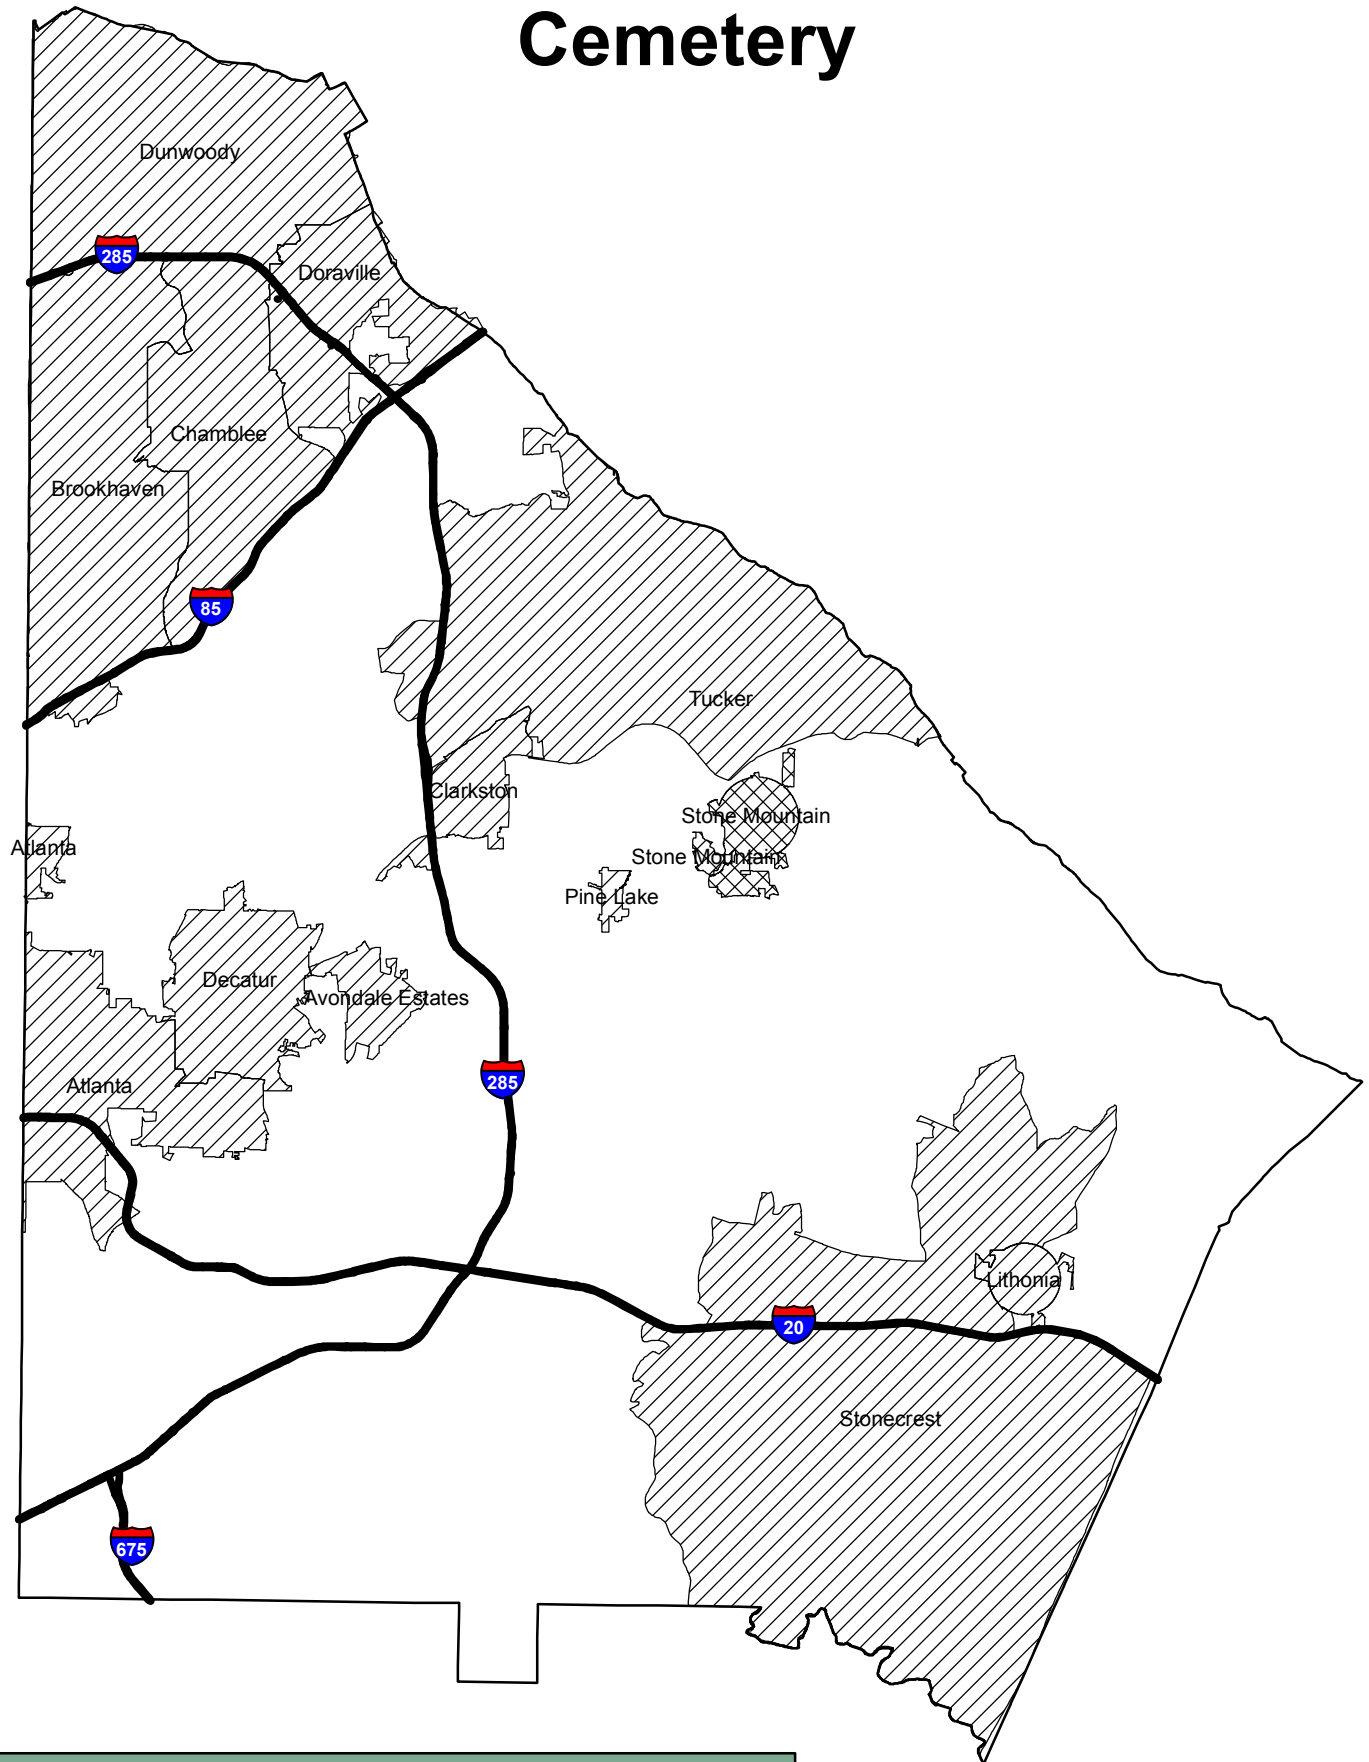 Cemetery
Dunwoody
285
Doraville
Chamblee
Brookhaven
85
Tucker
Clarkston
Stone Mountain
Atlanta
Stone Mountain
Pine Lake
Decatur
Avondale Estates
285
Atlanta
Lithonia
20
Stonecrest
675